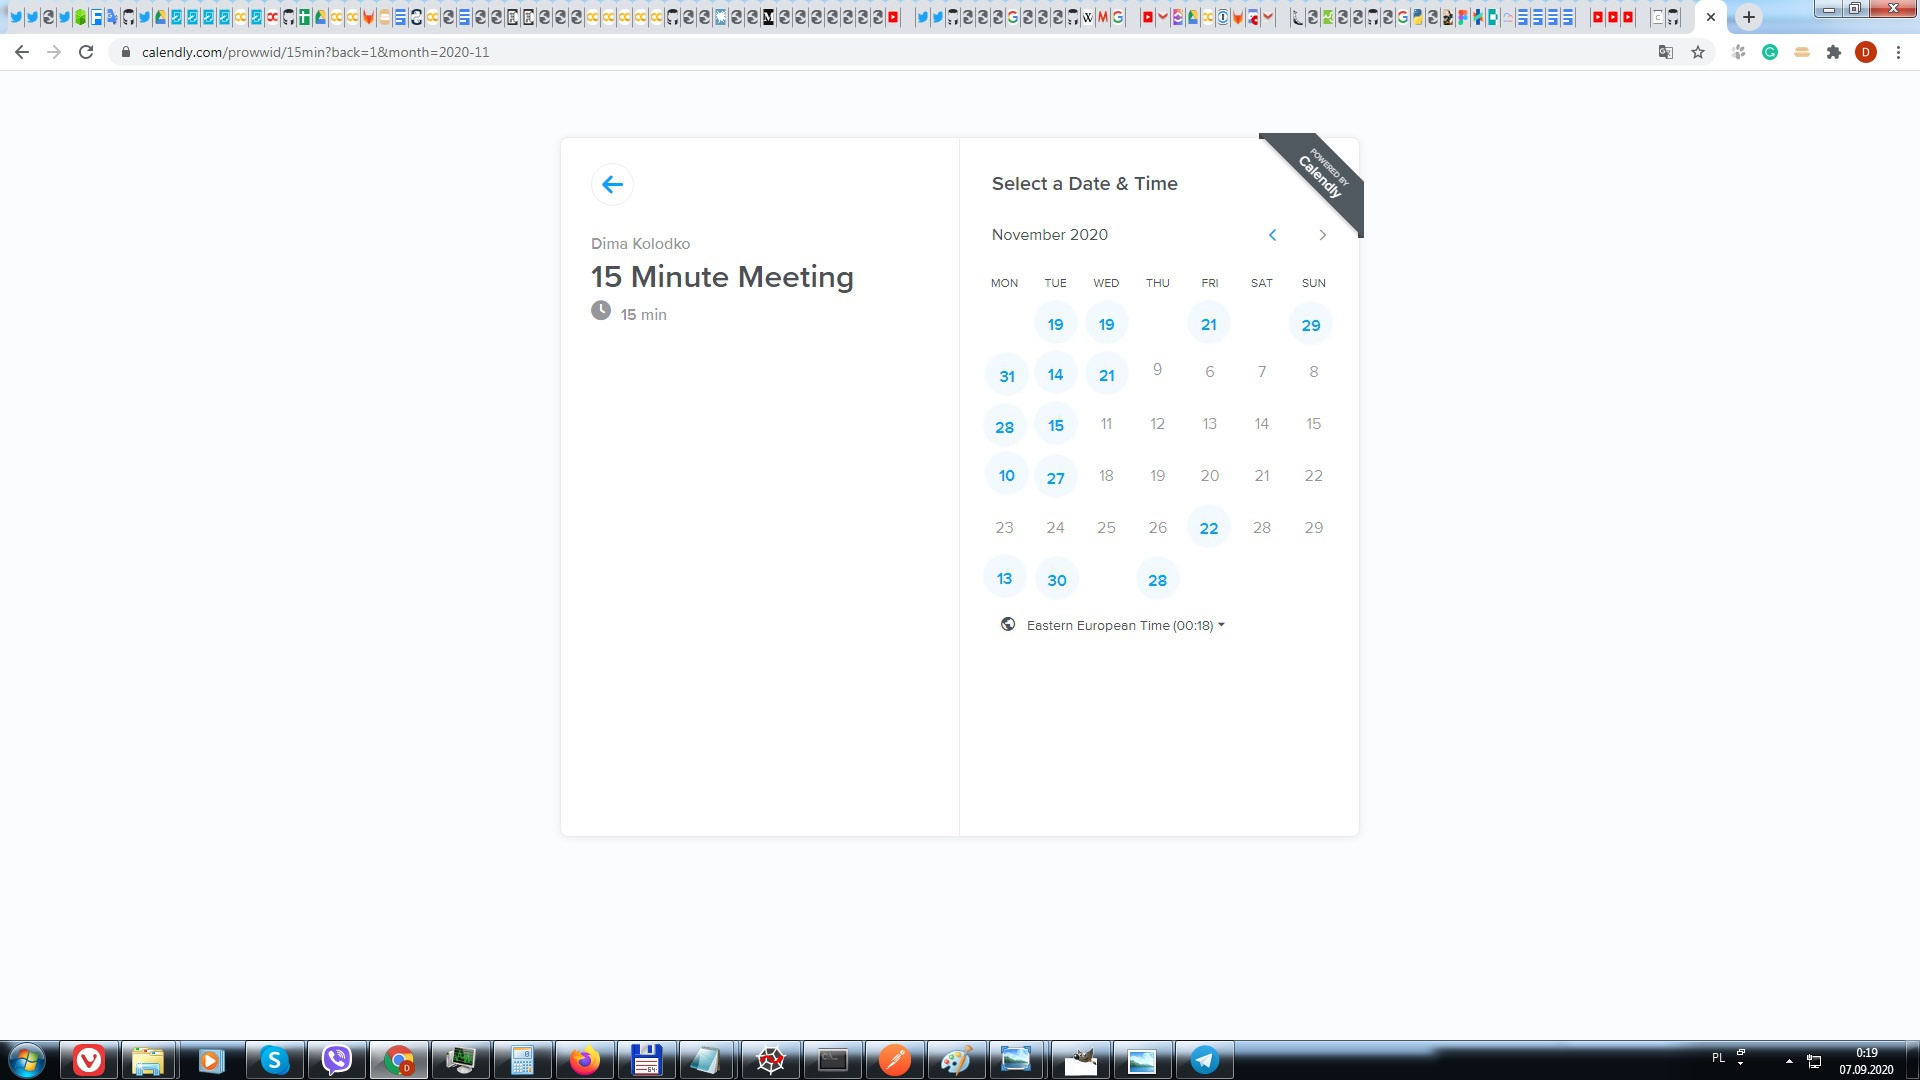 calendly.com/prowwid/15min?back=1&month=2020-11
D
POWERED BY
Calendly
Dima Kolodko
15 Minute Meeting
15 min
Select a Date & Time
November 2020
MON TUE WED THU FRI SAT SUN
19 19 21 29
31 14 21 9 6 7 8
28 15 11 12 13 14 15
10 27 18 19 20 21 22
23 24 25 26 22 28 29
13 30 28
Eastern European Time (00:18)
PL
0:19
07.09.2020